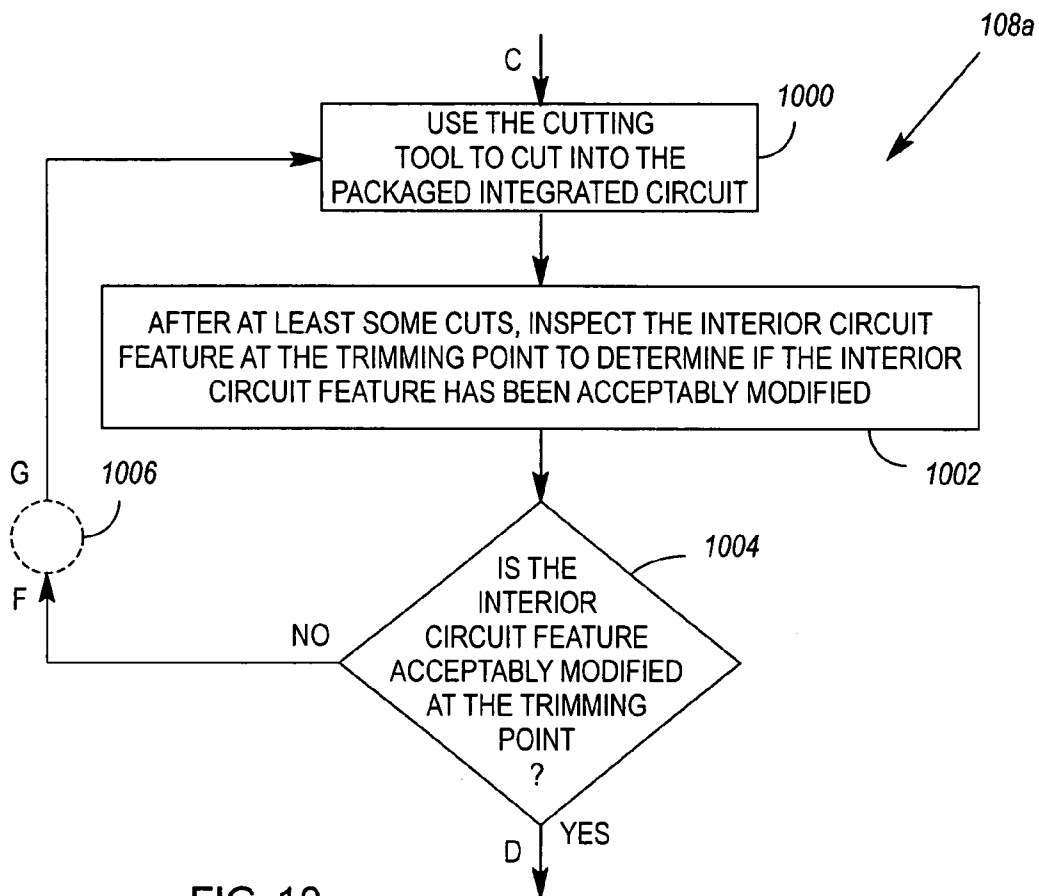 108a
C
1000
USE THE CUTTING
TOOL TO CUT INTO THE
PACKAGED INTEGRATED CIRCUIT
AFTER AT LEAST SOME CUTS, INSPECT THE INTERIOR CIRCUIT
FEATURE AT THE TRIMMING POINT TO DETERMINE IF THE INTERIOR
CIRCUIT FEATURE HAS BEEN ACCEPTABLY MODIFIED
1002
G
1006
F
1004
IS THE
INTERIOR
CIRCUIT FEATURE
ACCEPTABLY MODIFIED
AT THE TRIMMING
POINT
?
NO
YES
D
FIG. 10